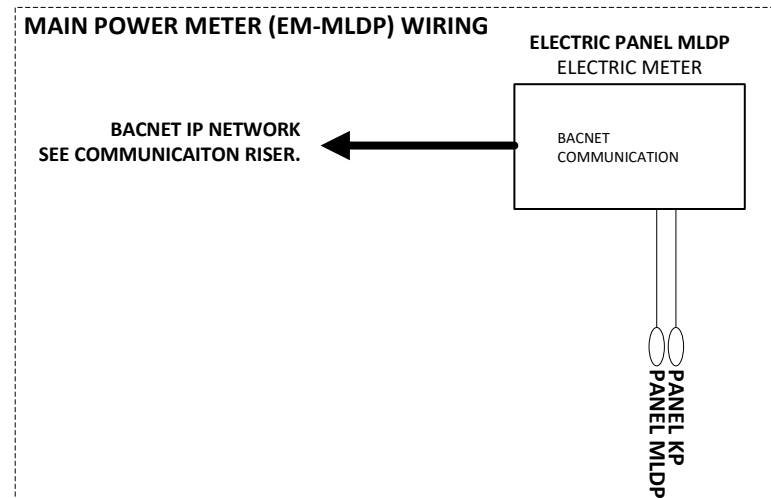 MAIN POWER METER (EM-MLDP) WIRING
ELECTRIC PANEL MLDP
ELECTRIC METER
BACNET IP NETWORK
SEE COMMUNICAITON RISER.
BACNET
COMMUNICATION
PANEL KP
PANEL MLDP